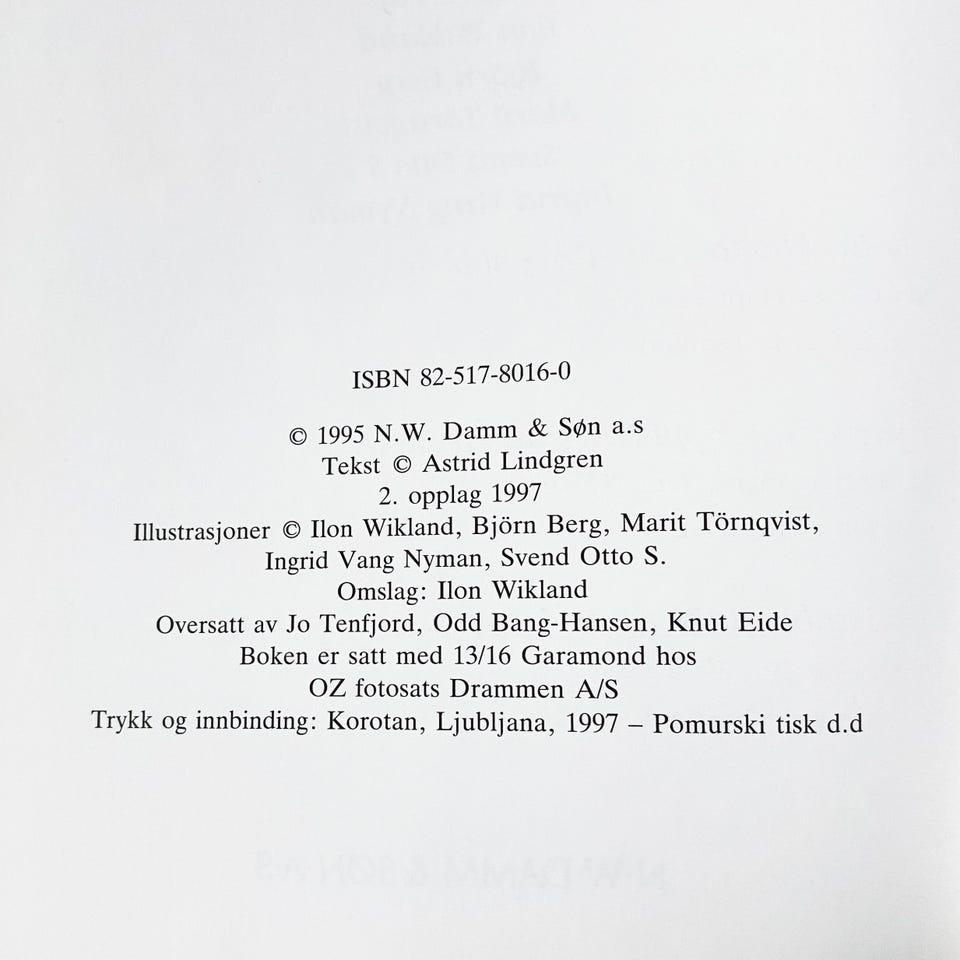 ISBN 82-517-8016-0
© 1995 N.W. Damm & Søn a.s
Tekst © Astrid Lindgren
2. opplag 1997
Illustrasjoner © Ilon Wikland, Björn Berg, Marit Törnqvist,
Ingrid Vang Nyman, Svend Otto S.
Omslag: Ilon Wikland
Oversatt av Jo Tenfjord, Odd Bang-Hansen, Knut Eide
Boken er satt med 13/16 Garamond hos
OZ fotosats Drammen A/S
Trykk og innbinding: Korotan, Ljubljana, 1997 – Pomurski tisk d.d